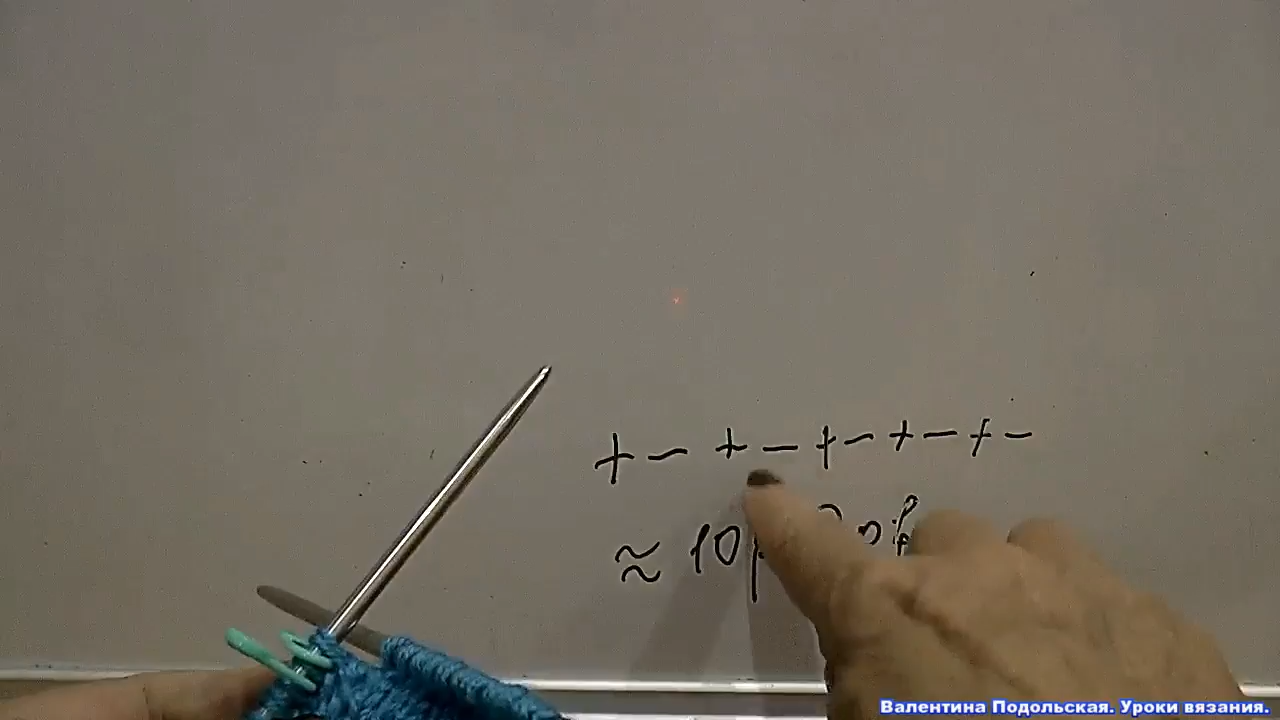 + − + − + − + − + −
≈ 10
Валентина Подольская. Уроки вязания.